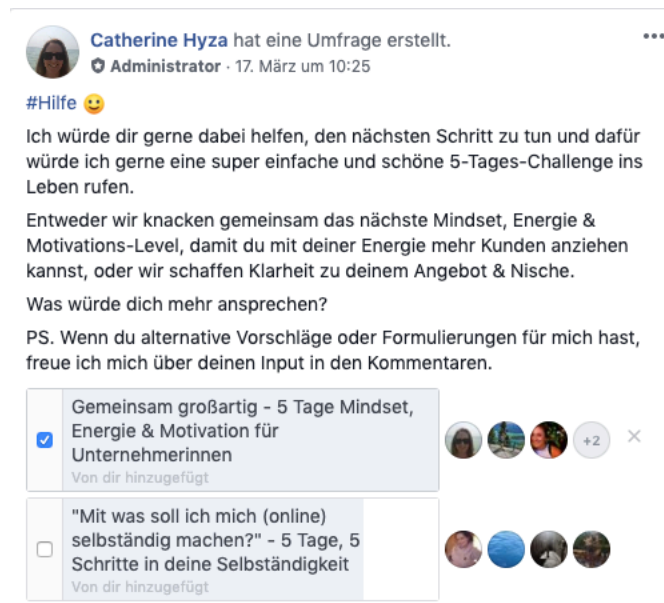 Catherine Hyza hat eine Umfrage erstellt.
Administrator · 17. März um 10:25
#Hilfe 🙂
Ich würde dir gerne dabei helfen, den nächsten Schritt zu tun und dafür
würde ich gerne eine super einfache und schöne 5-Tages-Challenge ins
Leben rufen.
Entweder wir knacken gemeinsam das nächste Mindset, Energie &
Motivations-Level, damit du mit deiner Energie mehr Kunden anziehen
kannst, oder wir schaffen Klarheit zu deinem Angebot & Nische.
Was würde dich mehr ansprechen?
PS. Wenn du alternative Vorschläge oder Formulierungen für mich hast,
freue ich mich über deinen Input in den Kommentaren.
Gemeinsam großartig - 5 Tage Mindset,
Energie & Motivation für
Unternehmerinnen
Von dir hinzugefügt
+2
"Mit was soll ich mich (online)
selbständig machen?" - 5 Tage, 5
Schritte in deine Selbständigkeit
Von dir hinzugefügt